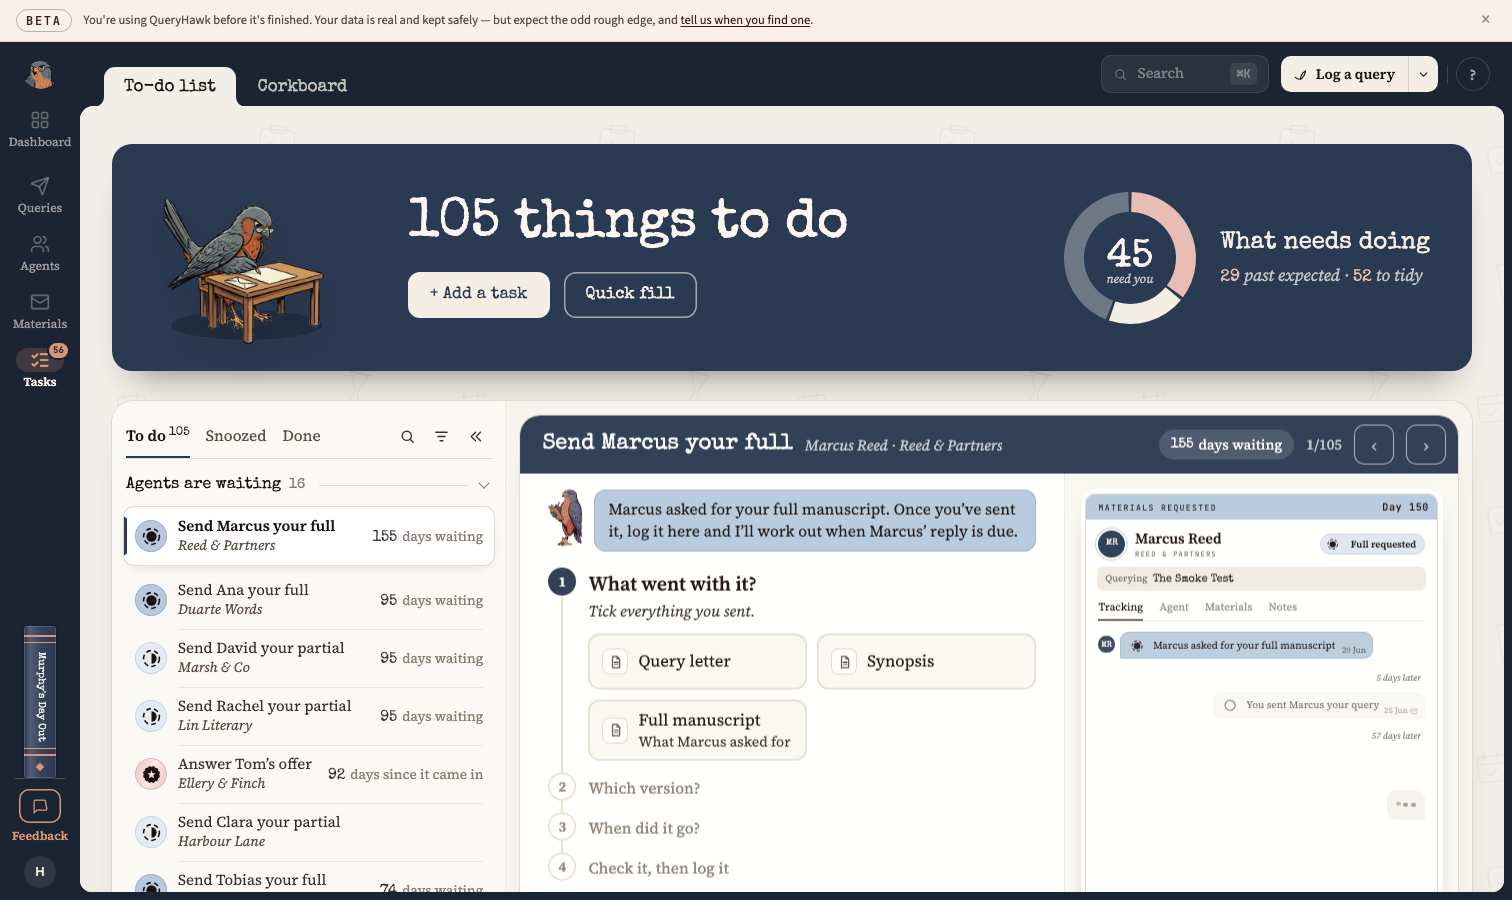 BETA You're using QueryHawk before it's finished. Your data is real and kept safely — but expect the odd rough edge, and tell us when you find one. ×
To-do list Corkboard
Search ⌘K Log a query ?
Dashboard
Queries
Agents
Materials
56
Tasks
Murphy's Day Out
Feedback
H
105 things to do
+ Add a task Quick fill
45
need you
What needs doing
29 past expected · 52 to tidy
To do 105 Snoozed Done
Agents are waiting 16
Send Marcus your full
Reed & Partners
155 days waiting
Send Ana your full
Duarte Words
95 days waiting
Send David your partial
Marsh & Co
95 days waiting
Send Rachel your partial
Lin Literary
95 days waiting
Answer Tom’s offer
Ellery & Finch
92 days since it came in
Send Clara your partial
Harbour Lane
Send Tobias your full
74 days waiting
Send Marcus your full Marcus Reed · Reed & Partners
155 days waiting 1/105 ‹ ›
Marcus asked for your full manuscript. Once you’ve sent
it, log it here and I’ll work out when Marcus’ reply is due.
1 What went with it?
Tick everything you sent.
Query letter
Synopsis
Full manuscript
What Marcus asked for
2 Which version?
3 When did it go?
4 Check it, then log it
MATERIALS REQUESTED Day 150
MR Marcus Reed
REED & PARTNERS
Full requested
Querying The Smoke Test
Tracking Agent Materials Notes
MR Marcus asked for your full manuscript 20 Jun
5 days later
You sent Marcus your query 25 Jun
57 days later